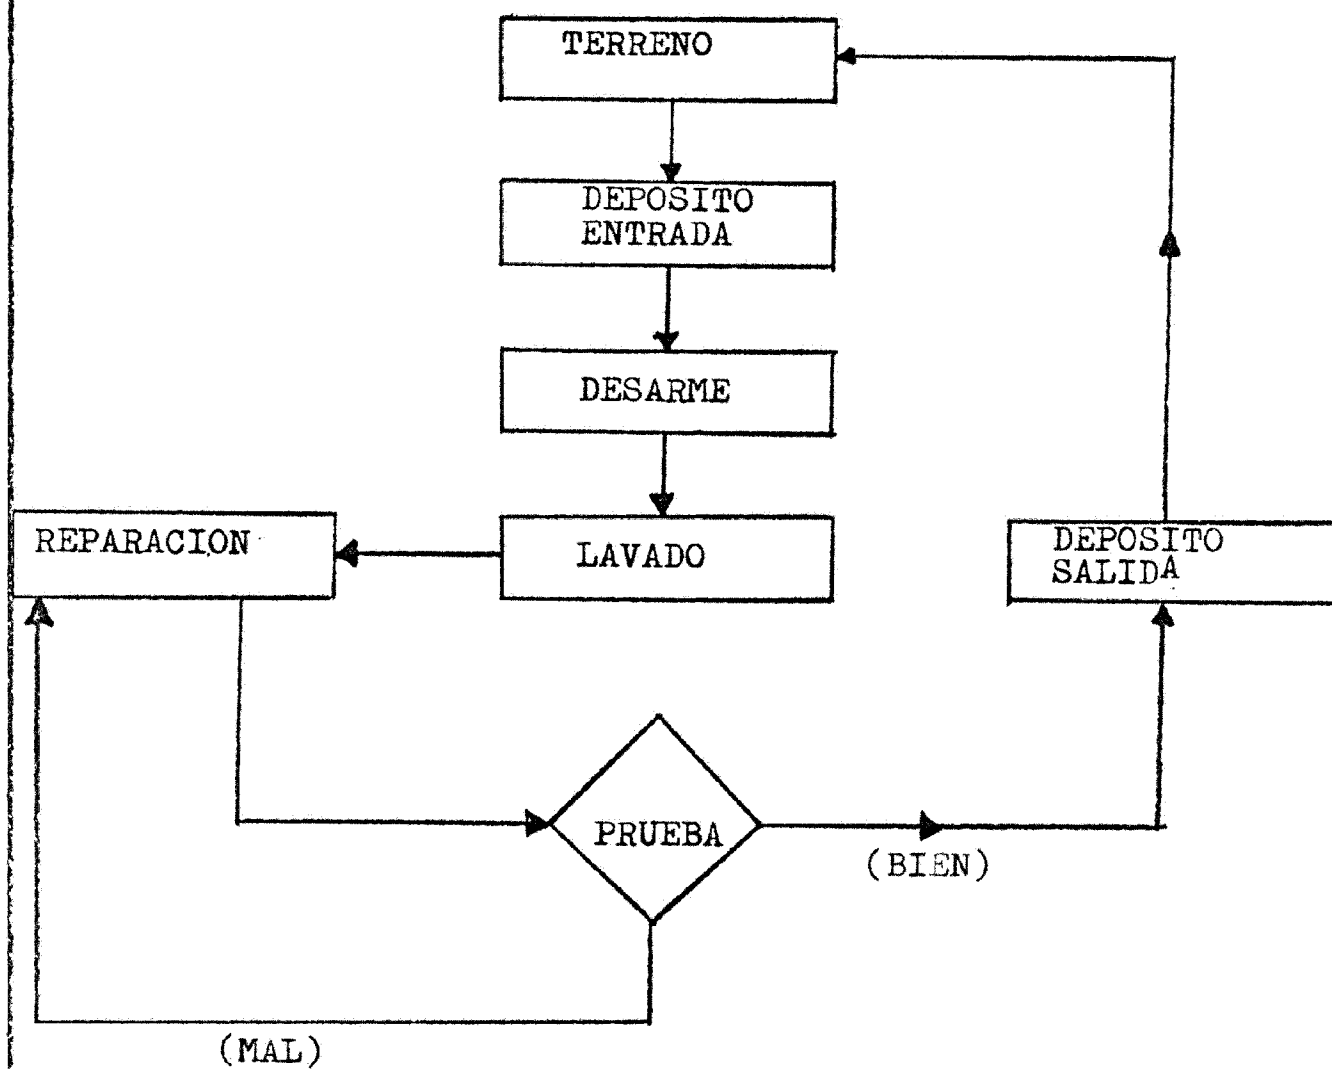 TERRENO
DEPOSITO
ENTRADA
DESARME
REPARACION
LAVADO
DEPOSITO
SALIDA
PRUEBA
(BIEN)
(MAL)